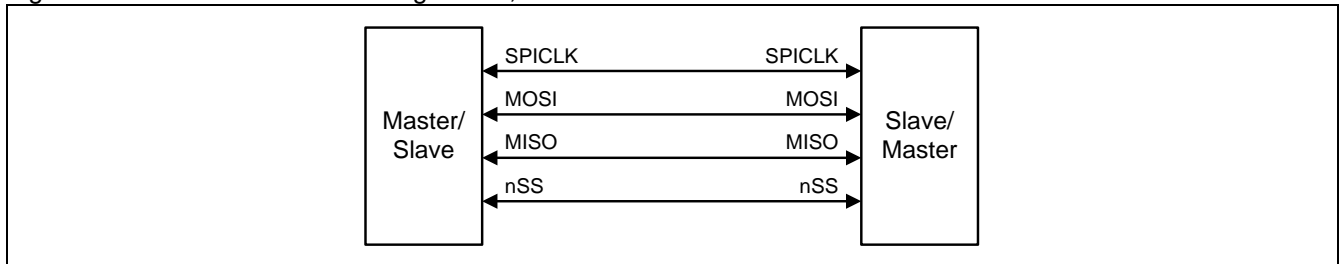 SPICLK SPICLK
MOSI MOSI
Master/ Slave/
Slave Master
MISO MISO
nSS nSS